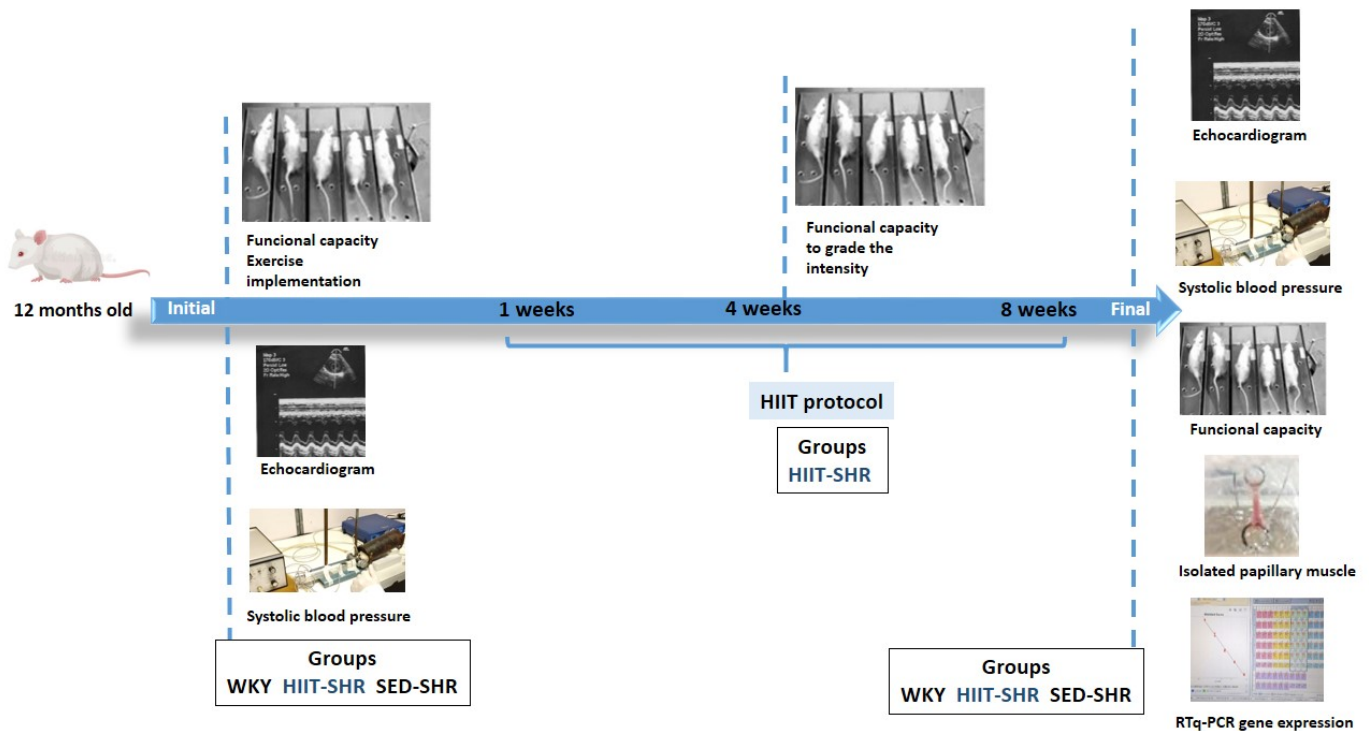 Echocardiogram
Funcional capacity
Exercise
implementation
Funcional capacity
to grade the
intensity
Systolic blood pressure
12 months old
Initial
1 weeks
4 weeks
8 weeks
Final
Echocardiogram
HIIT protocol
Groups
HIIT-SHR
Funcional capacity
Systolic blood pressure
Isolated papillary muscle
Groups
WKY HIIT-SHR SED-SHR
Groups
WKY HIIT-SHR SED-SHR
RTq-PCR gene expression